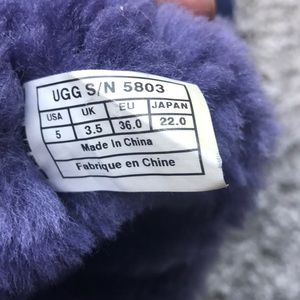 UGG S/N 5803
USA UK EU JAPAN
5 3.5 36.0 22.0
Made In China
Fabrique en Chine